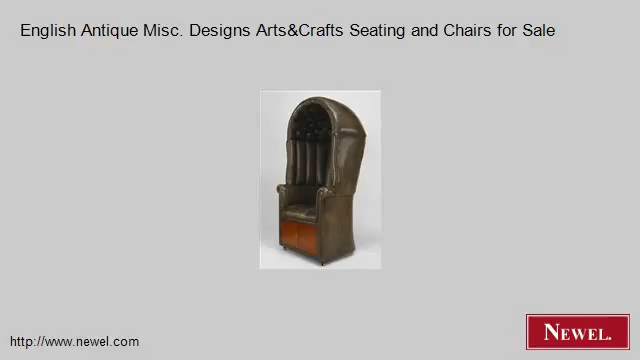 English Antique Misc. Designs Arts&Crafts Seating and Chairs for Sale
http://www.newel.com
NEWEL.